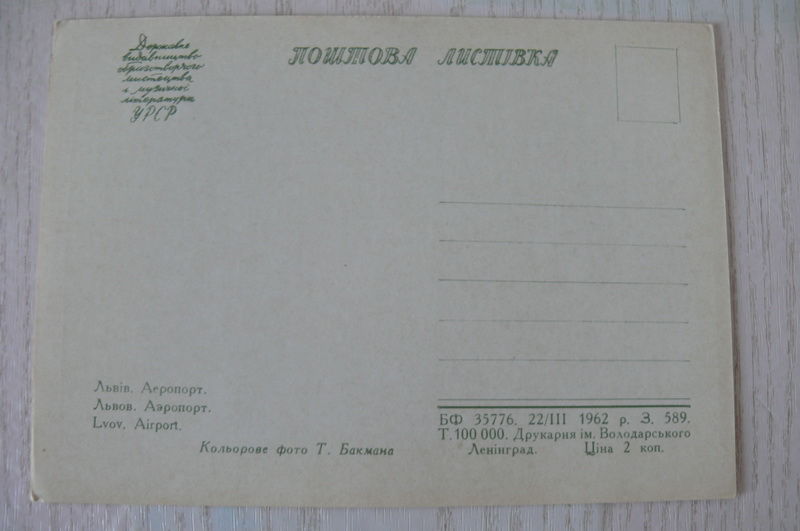 Державне
видавництво
образотворчого
мистецтва
і музичної
літератури
УРСР
ПОШТОВА ЛИСТІВКА
Львів. Аеропорт.
Львов. Аэропорт.
Lvov. Airport.
Кольорове фото Т. Бакмана
БФ 35776. 22/III 1962 р. З. 589.
Т. 100 000. Друкарня ім. Володарського
Ленінград. Ціна 2 коп.